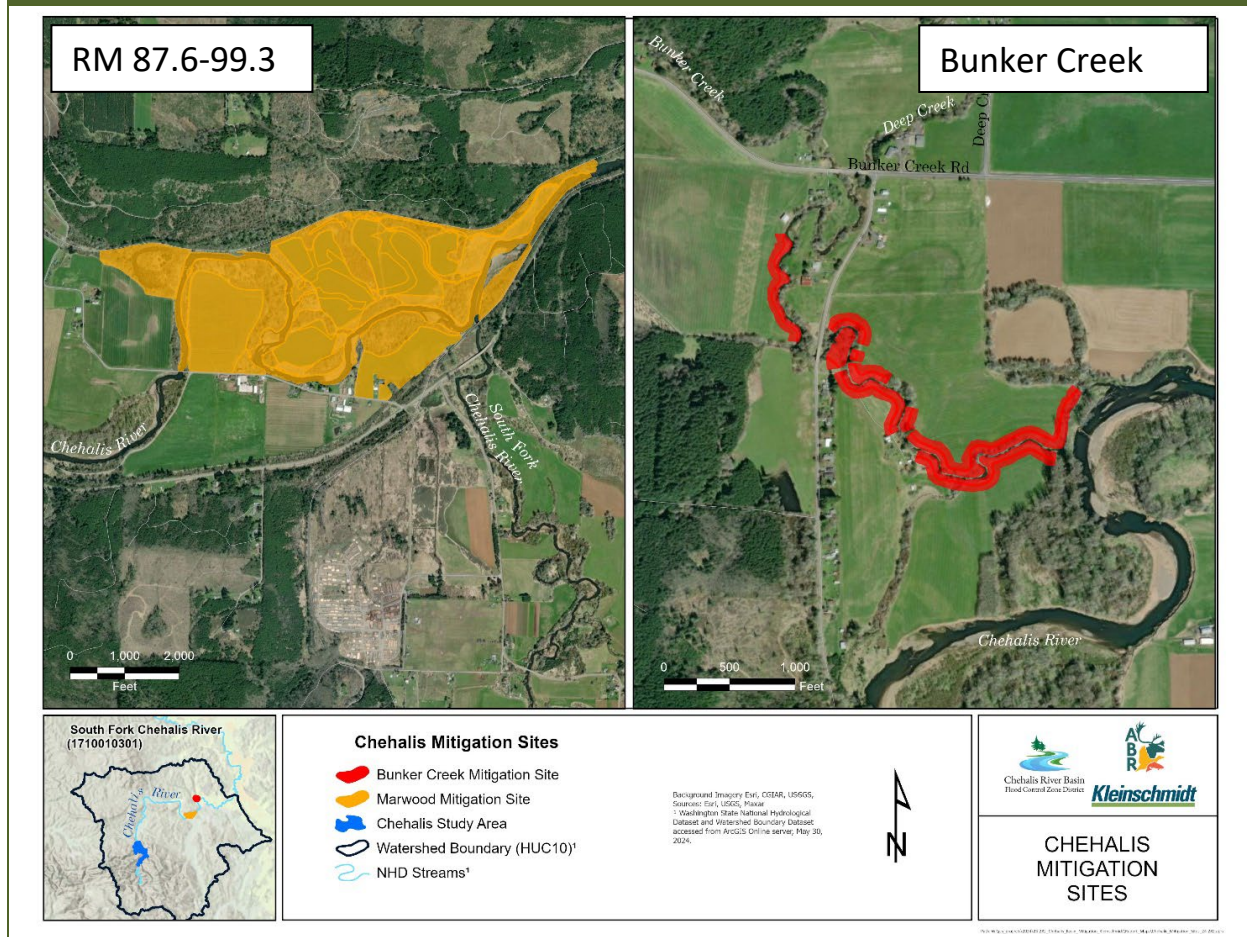 RM 87.6-99.3
Chehalis River
South Fork
Chehalis River
0 1,000 2,000
Feet
Bunker Creek
Bunker Creek
Deep Creek
Bunker Creek Rd
Chehalis River
0 500 1,000
Feet
South Fork Chehalis River
(1710010301)
Chehalis River
Chehalis Mitigation Sites
Bunker Creek Mitigation Site
Marwood Mitigation Site
Chehalis Study Area
Watershed Boundary (HUC10)¹
NHD Streams¹
Background Imagery Esri, CGIAR, USGSGS,
Sources: Esri, USGS, Maxar
¹ Washington State National Hydrological
Dataset and Watershed Boundary Dataset
accessed from ArcGIS Online server, May 30,
2024.
N
Chehalis River Basin
Flood Control Zone District
ABR
Kleinschmidt
CHEHALIS
MITIGATION
SITES